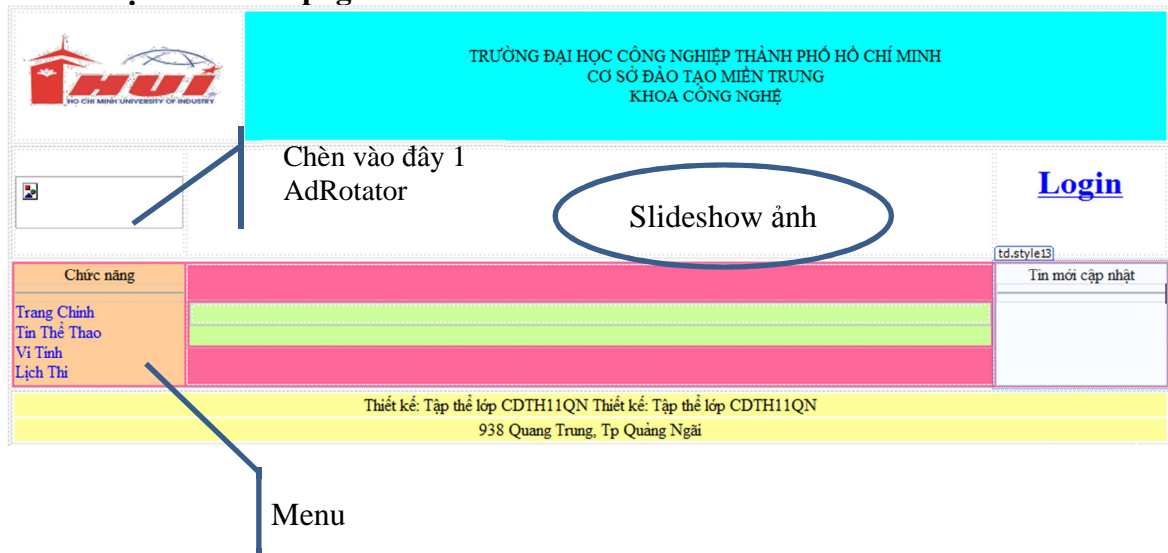 TRƯỜNG ĐẠI HỌC CÔNG NGHIỆP THÀNH PHỐ HỒ CHÍ MINH
CƠ SỞ ĐÀO TẠO MIỀN TRUNG
KHOA CÔNG NGHỆ
HUI
HO CHI MINH UNIVERSITY OF INDUSTRY
Chèn vào đây 1
AdRotator
Slideshow ảnh
Login
td.style13
Chức năng
Tin mới cập nhật
Trang Chính
Tin Thể Thao
Vi Tính
Lịch Thi
Thiết kế: Tập thể lớp CDTH11QN Thiết kế: Tập thể lớp CDTH11QN
938 Quang Trung, Tp Quảng Ngãi
Menu